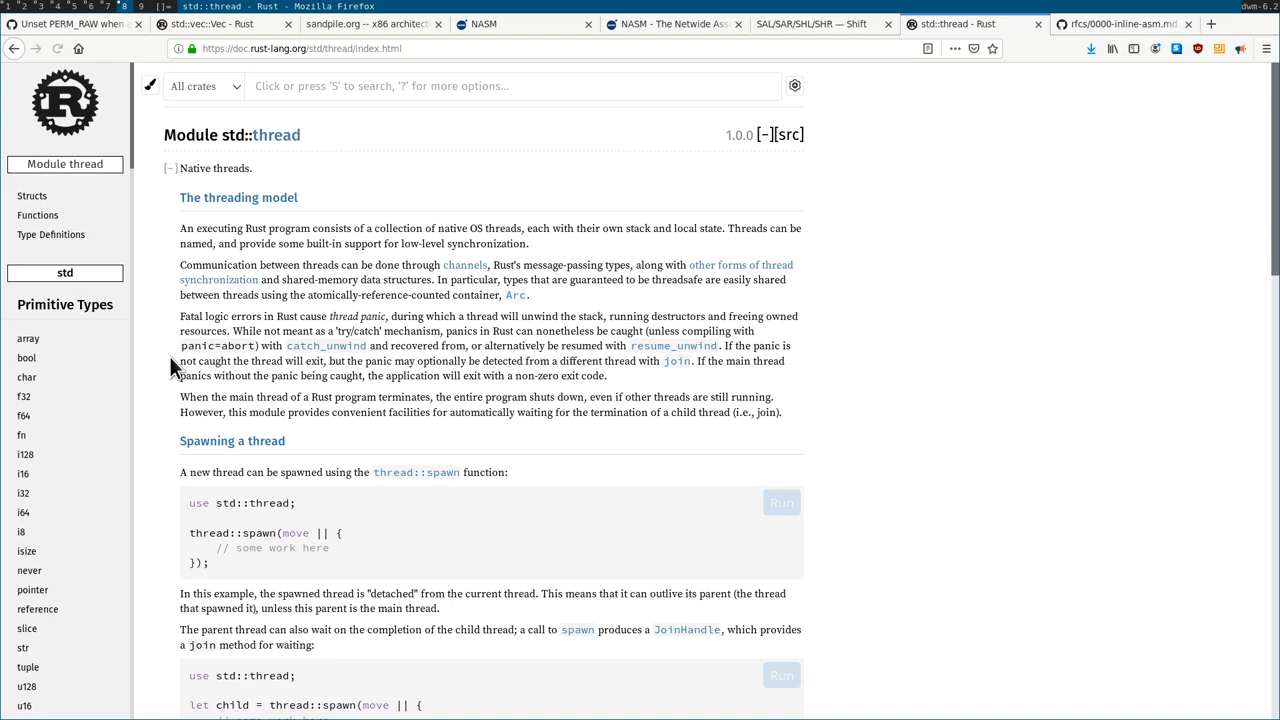 1 2 3 4 5 6 7 8 9 []= std::thread - Rust - Mozilla Firefox dwm-6.2
Unset PERM_RAW when a
std::vec::Vec - Rust
sandpile.org -- x86 architect
NASM
NASM - The Netwide Ass
SAL/SAR/SHL/SHR — Shift
std::thread - Rust
rfcs/0000-inline-asm.md
https://doc.rust-lang.org/std/thread/index.html
All crates
Click or press ‘S’ to search, ‘?’ for more options…
Module thread
Structs
Functions
Type Definitions
std
Primitive Types
array
bool
char
f32
f64
fn
i128
i16
i32
i64
i8
isize
never
pointer
reference
slice
str
tuple
u128
u16
Module std::thread 1.0.0 [−][src]
[−] Native threads.
The threading model
An executing Rust program consists of a collection of native OS threads, each with their own stack and local state. Threads can be
named, and provide some built-in support for low-level synchronization.
Communication between threads can be done through channels, Rust's message-passing types, along with other forms of thread
synchronization and shared-memory data structures. In particular, types that are guaranteed to be threadsafe are easily shared
between threads using the atomically-reference-counted container, Arc.
Fatal logic errors in Rust cause thread panic, during which a thread will unwind the stack, running destructors and freeing owned
resources. While not meant as a 'try/catch' mechanism, panics in Rust can nonetheless be caught (unless compiling with
panic=abort) with catch_unwind and recovered from, or alternatively be resumed with resume_unwind. If the panic is
not caught the thread will exit, but the panic may optionally be detected from a different thread with join. If the main thread
panics without the panic being caught, the application will exit with a non-zero exit code.
When the main thread of a Rust program terminates, the entire program shuts down, even if other threads are still running.
However, this module provides convenient facilities for automatically waiting for the termination of a child thread (i.e., join).
Spawning a thread
A new thread can be spawned using the thread::spawn function:
Run
use std::thread;
thread::spawn(move || {
// some work here
});
In this example, the spawned thread is "detached" from the current thread. This means that it can outlive its parent (the thread
that spawned it), unless this parent is the main thread.
The parent thread can also wait on the completion of the child thread; a call to spawn produces a JoinHandle, which provides
a join method for waiting:
Run
use std::thread;
let child = thread::spawn(move || {